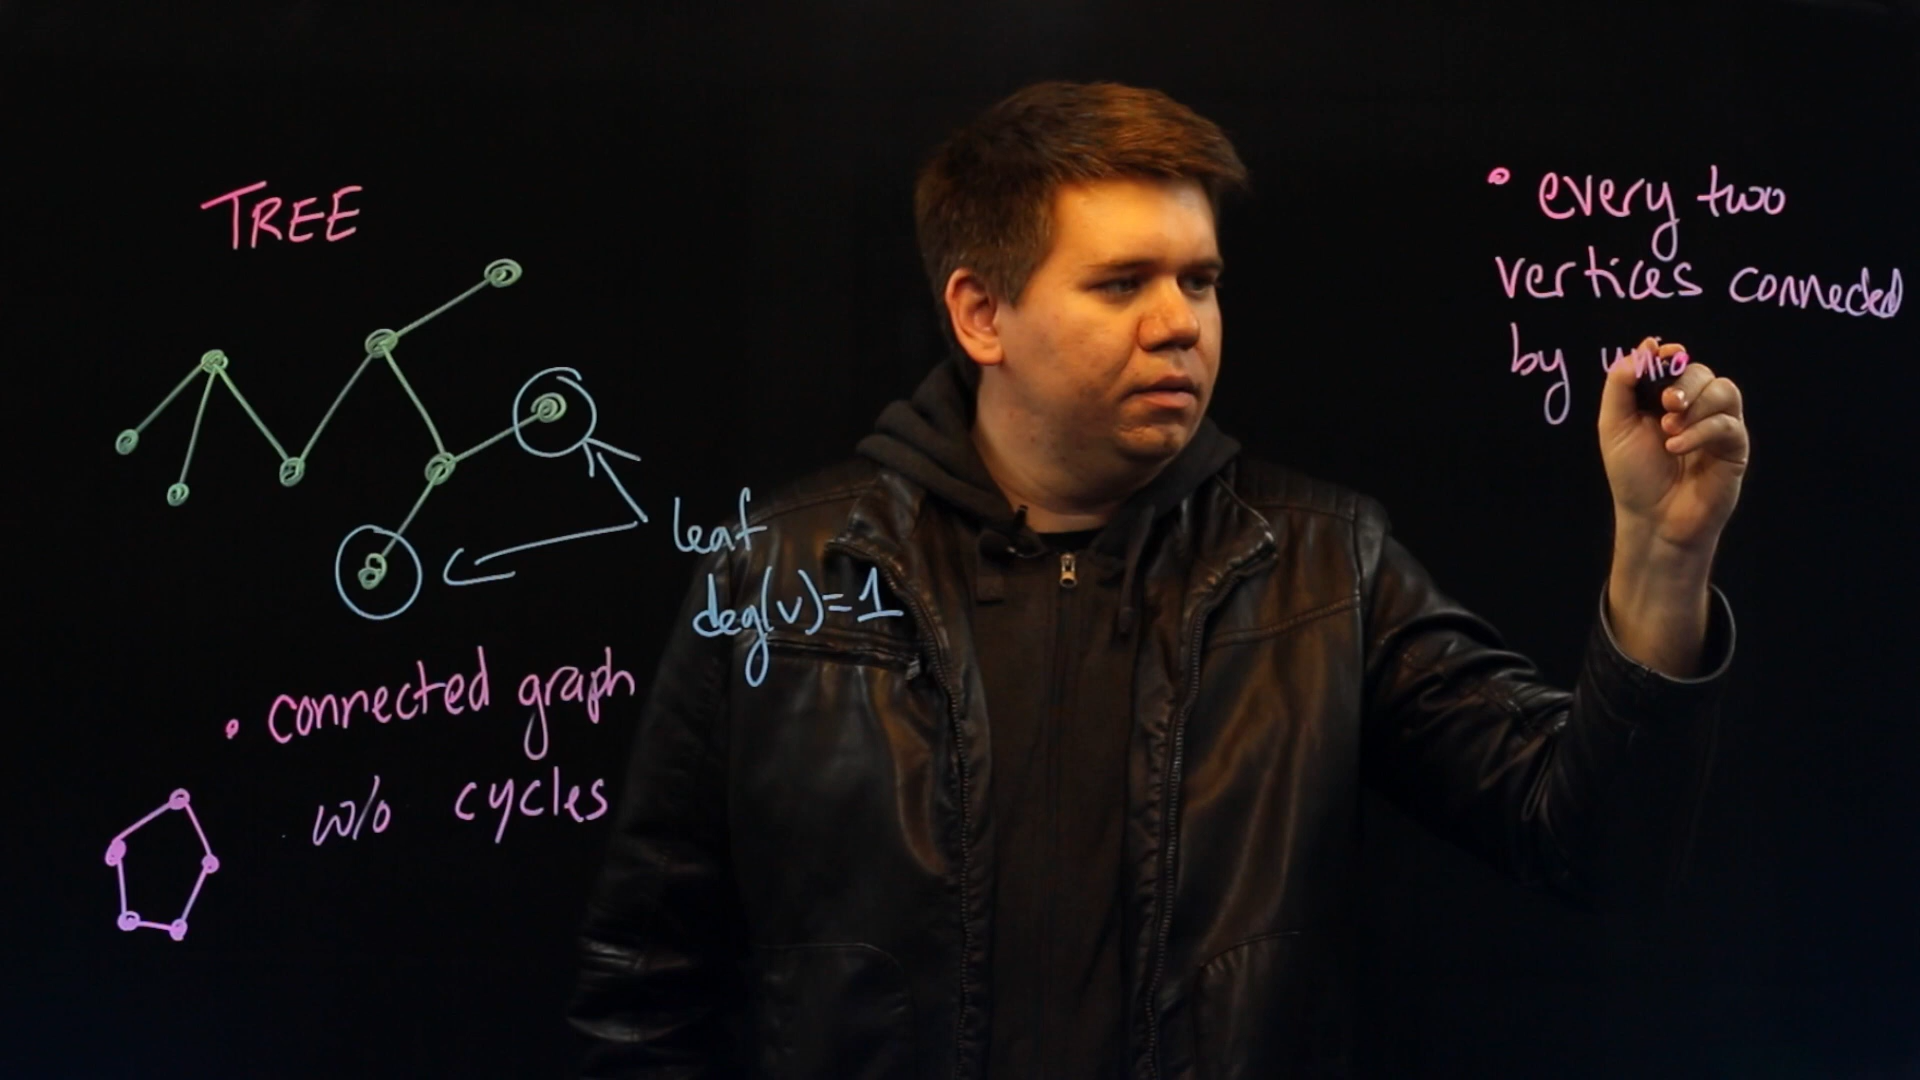 TREE
leaf
deg(v)=1
• connected graph
w/o cycles
• every two
vertices connected
by